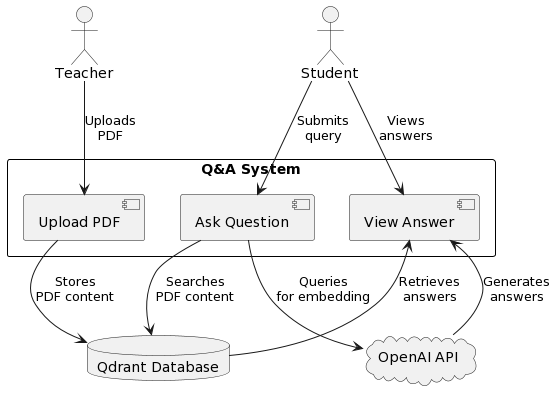 Teacher
Student
Uploads
PDF
Submits
query
Views
answers
Q&A System
Upload PDF
Ask Question
View Answer
Stores
PDF content
Searches
PDF content
Queries
for embedding
Retrieves
answers
Generates
answers
Qdrant Database
OpenAI API